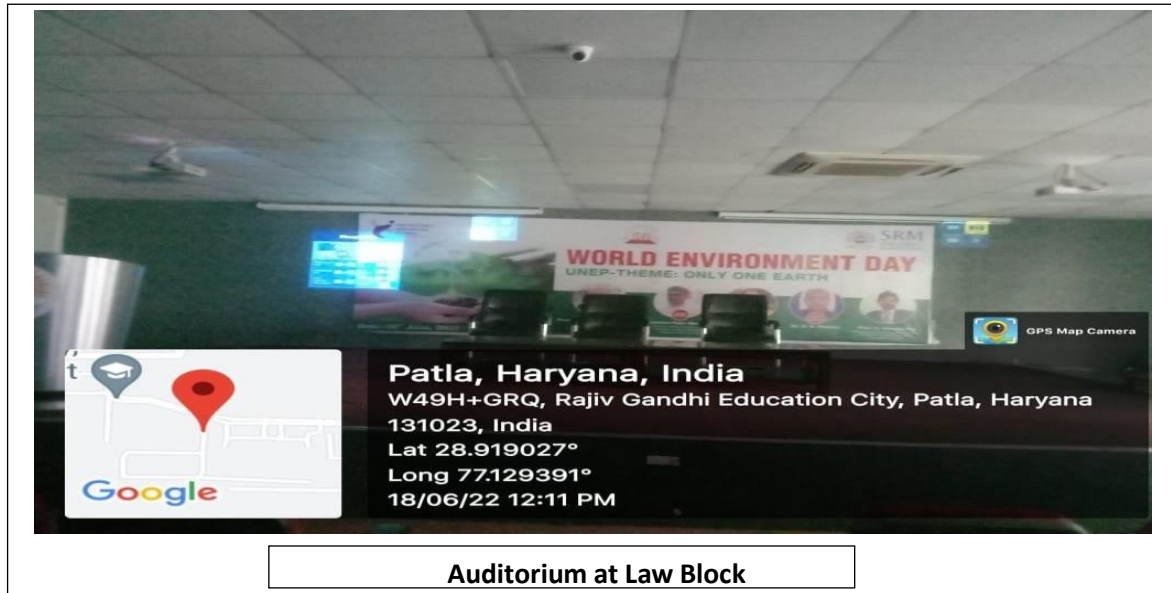 SRM
WORLD ENVIRONMENT DAY
UNEP-THEME: ONLY ONE EARTH
GPS Map Camera
t
Google
Patla, Haryana, India
W49H+GRQ, Rajiv Gandhi Education City, Patla, Haryana
131023, India
Lat 28.919027°
Long 77.129391°
18/06/22 12:11 PM
Auditorium at Law Block